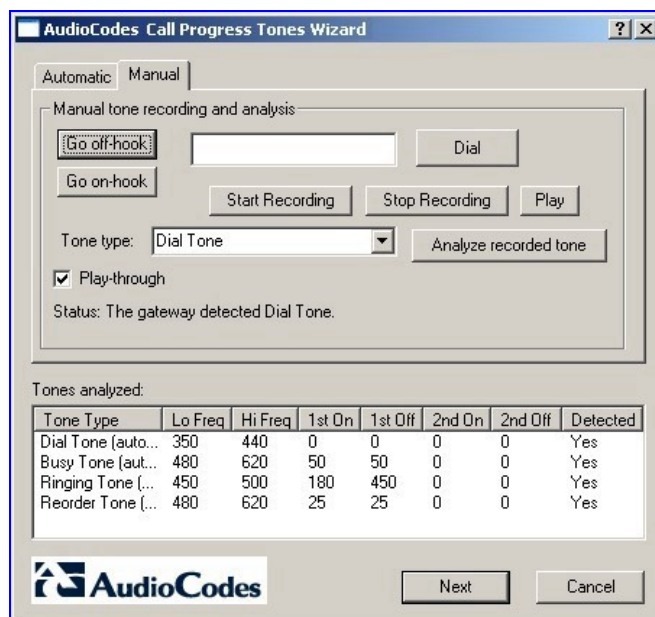 AudioCodes Call Progress Tones Wizard
Automatic Manual
Manual tone recording and analysis
Go off-hook Dial
Go on-hook
Start Recording Stop Recording Play
Tone type: Dial Tone Analyze recorded tone
Play-through
Status: The gateway detected Dial Tone.
Tones analyzed:
Tone Type Lo Freq Hi Freq 1st On 1st Off 2nd On 2nd Off Detected
Dial Tone (auto... 350 440 0 0 0 0 Yes
Busy Tone (aut... 480 620 50 50 0 0 Yes
Ringing Tone (... 450 500 180 450 0 0 Yes
Reorder Tone (... 480 620 25 25 0 0 Yes
AudioCodes Next Cancel